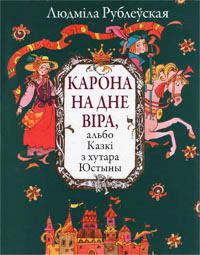 Людміла Рублеўская
КАРОНА
НА ДНЕ
ВІРА,
альбо
Казкі
з хутара
Юстыны